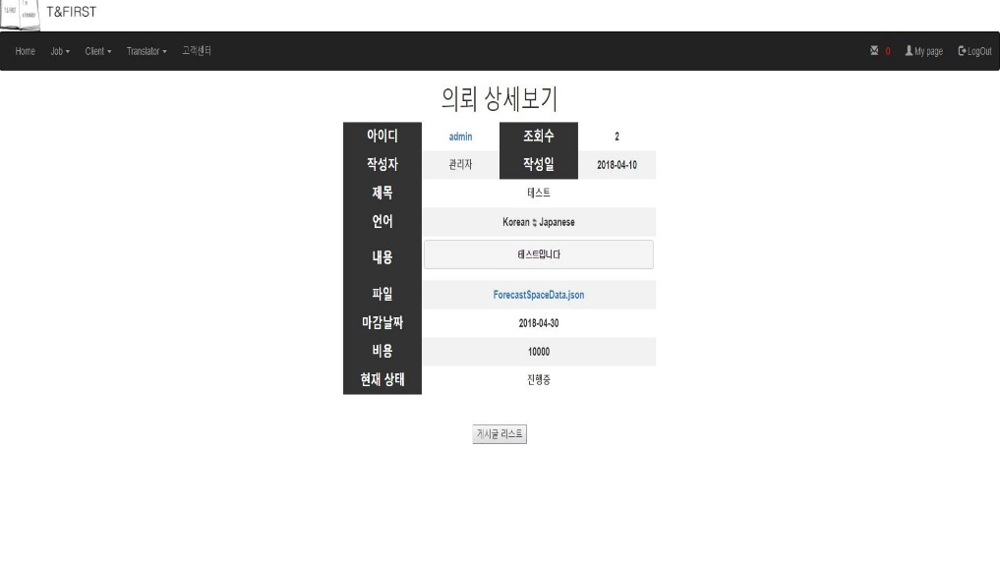 T&FIRST
Home Job Client Translator 고객센터 0 My page LogOut
의뢰 상세보기
아이디 admin 조회수 2
작성자 관리자 작성일 2018-04-10
제목 테스트
언어 Korean ⇆ Japanese
내용 테스트입니다
파일 ForecastSpaceData.json
마감날짜 2018-04-30
비용 10000
현재 상태 진행중
게시글 리스트